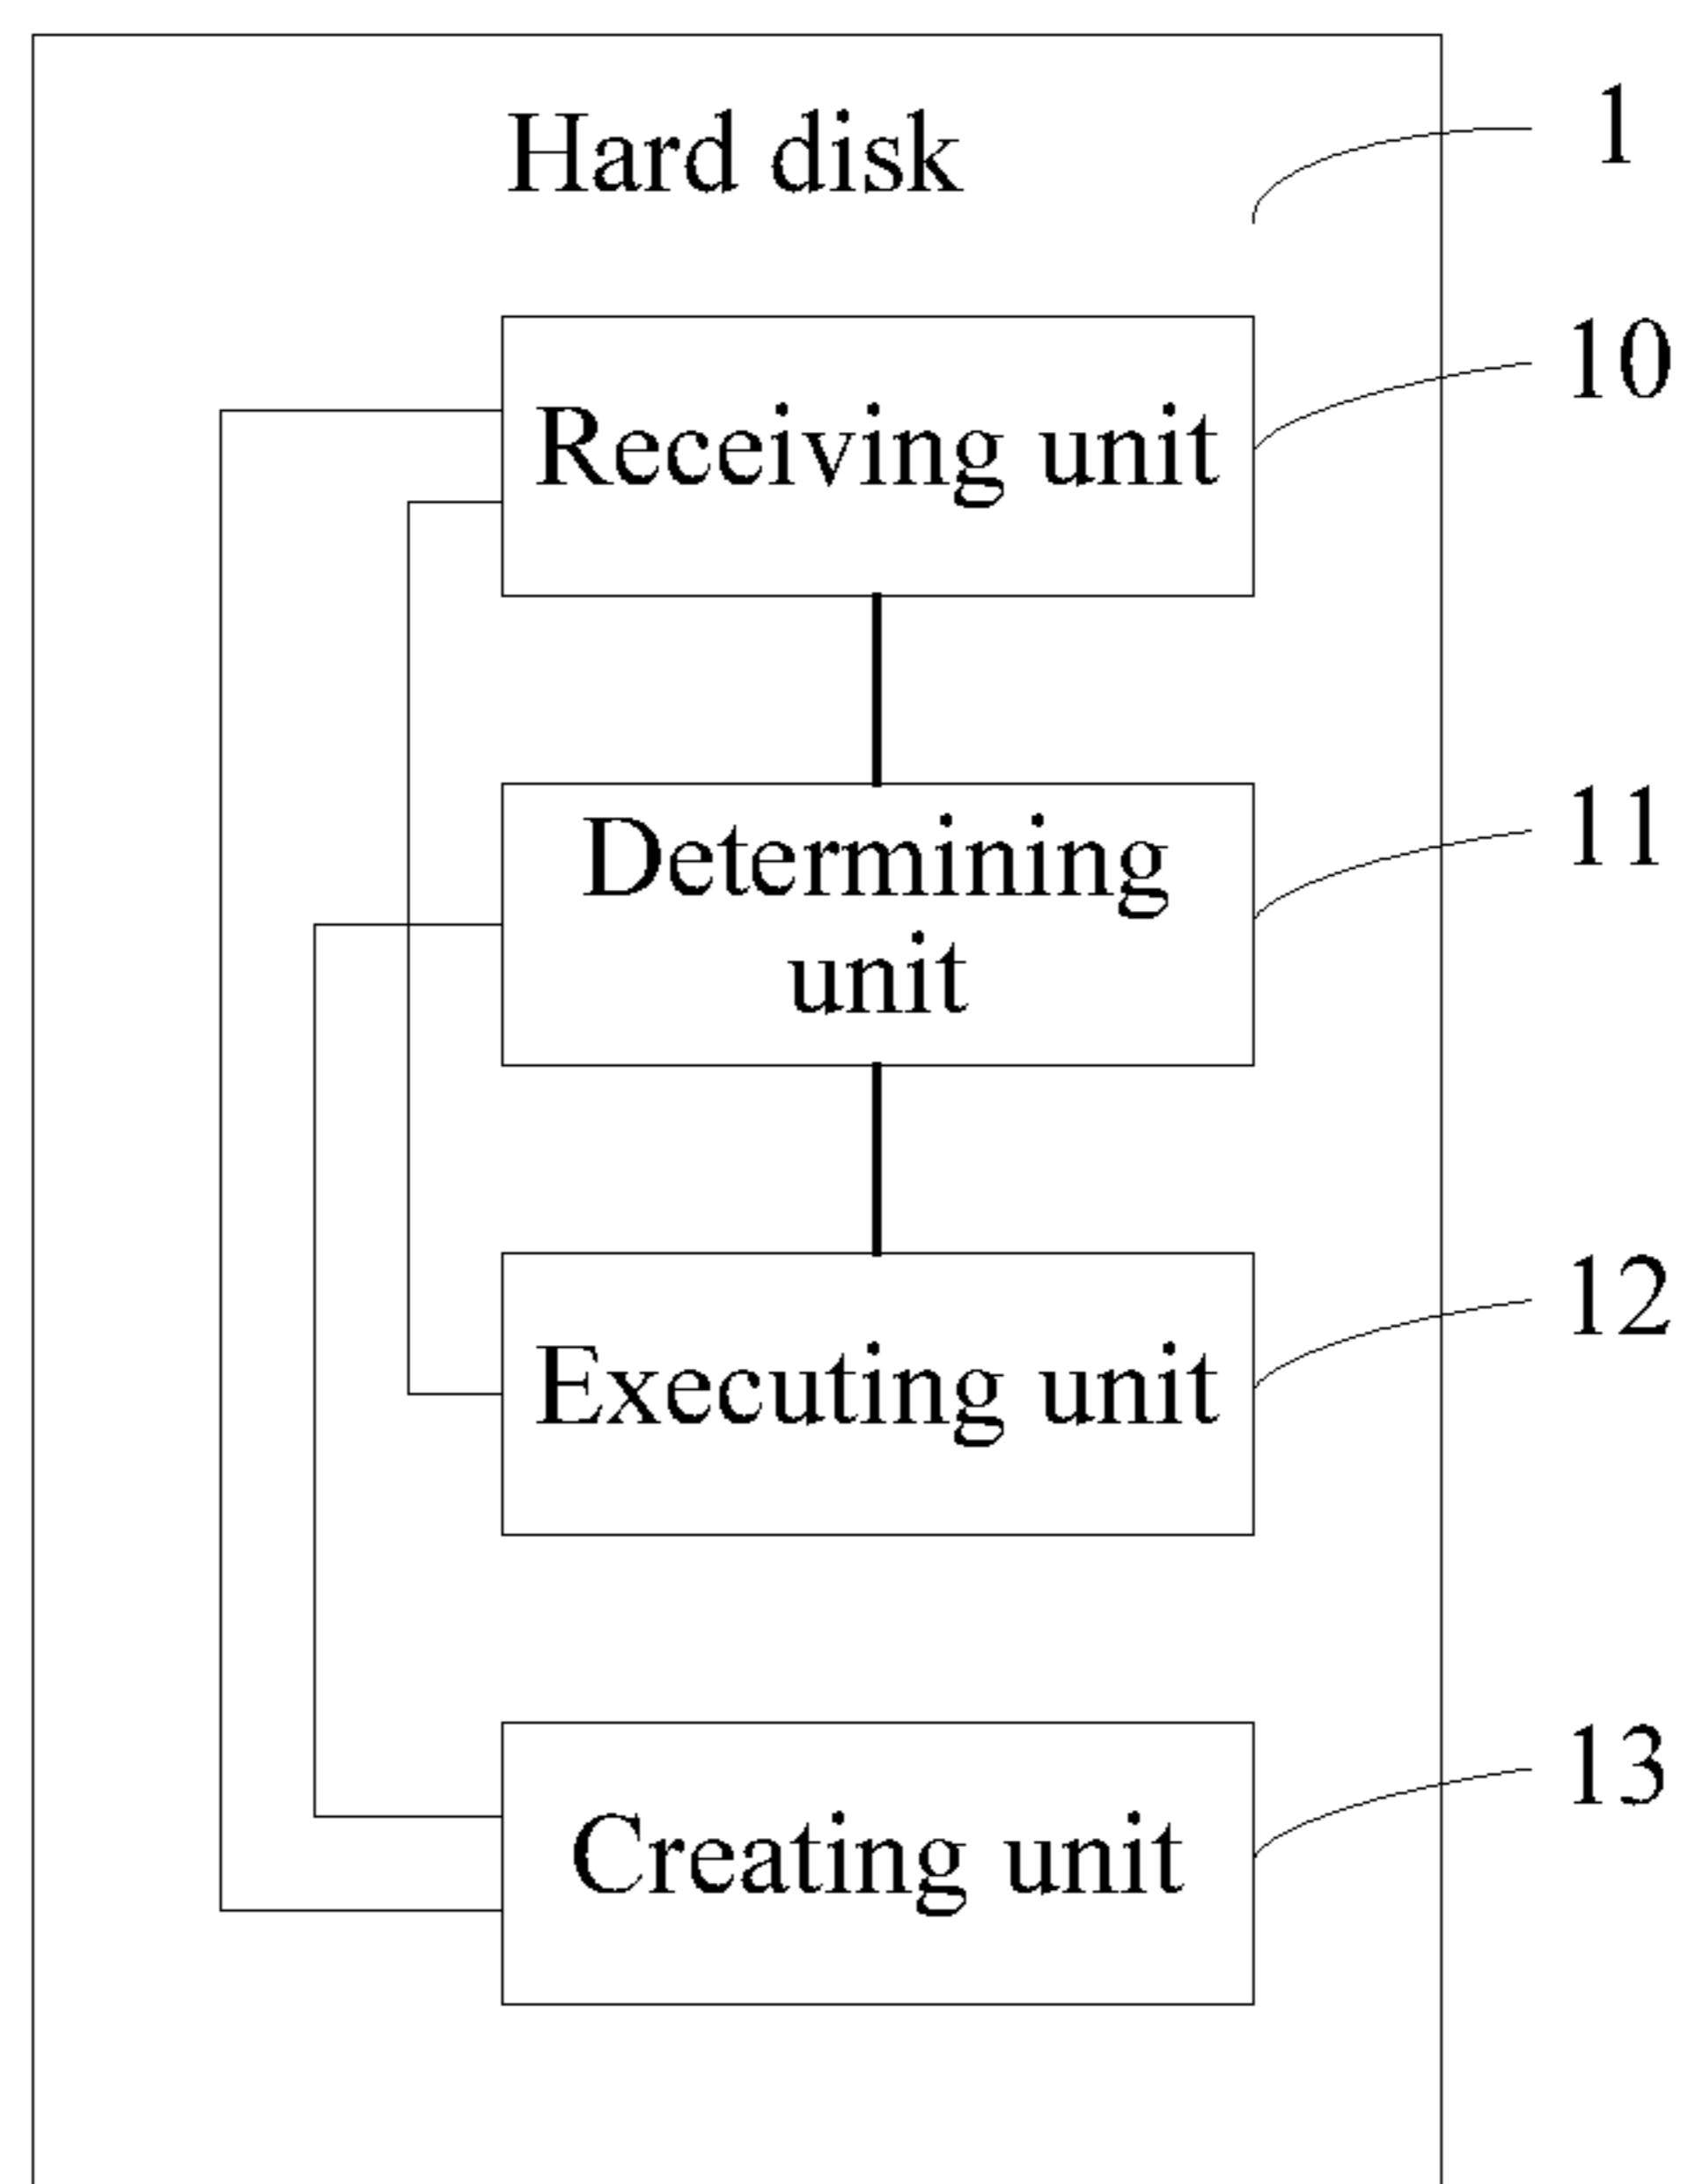 Hard disk
1
Receiving unit
10
Determining
unit
11
Executing unit
12
Creating unit
13